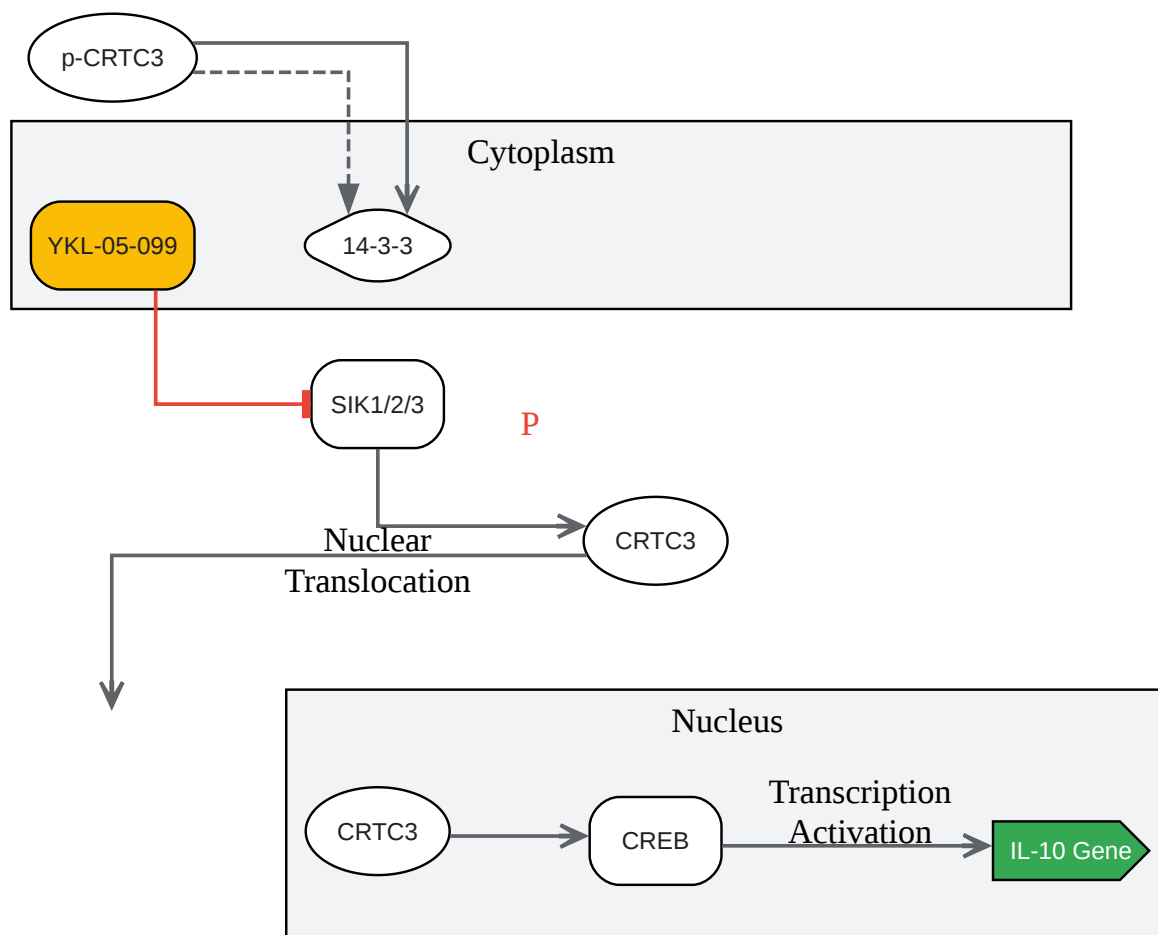 p-CRTC3
Cytoplasm
YKL-05-099
14-3-3
SIK1/2/3
P
CRTC3
Nuclear
Translocation
Nucleus
Transcription
Activation
CRTC3
CREB
IL-10 Gene